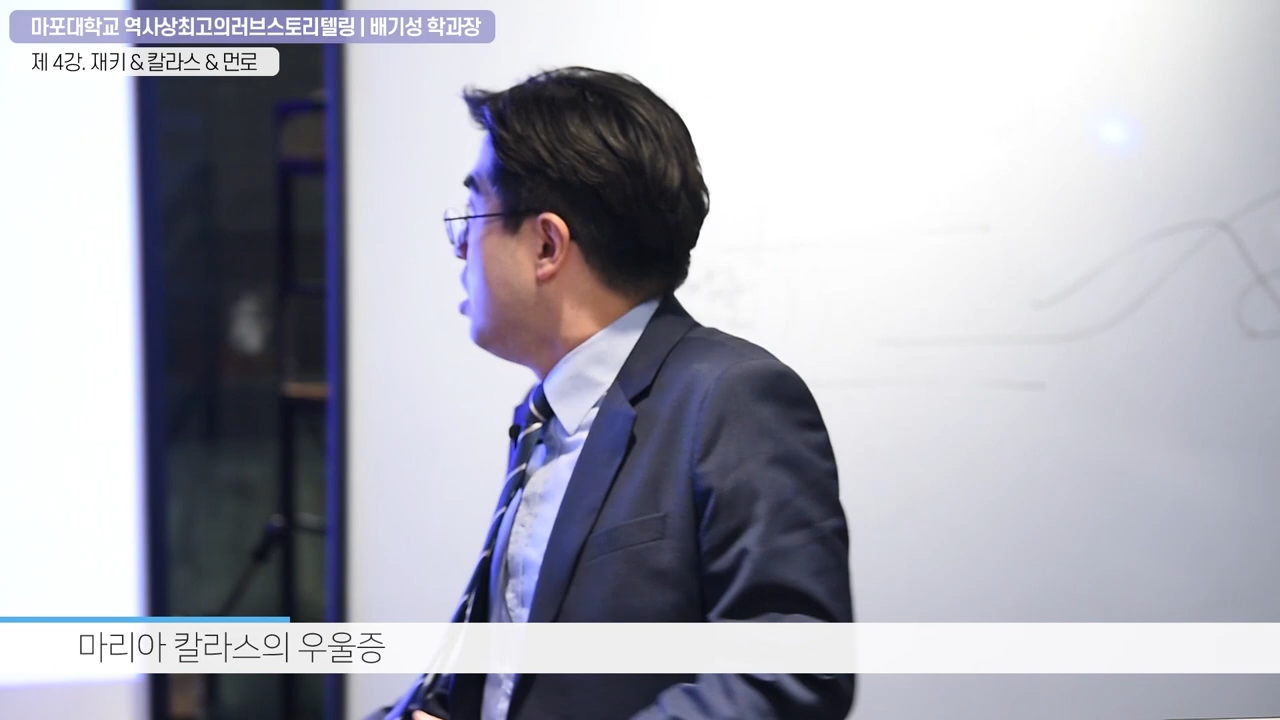 마포대학교 역사상최고의러브스토리텔링 | 배기성 학과장
제 4강. 재키 & 칼라스 & 먼로
마리아 칼라스의 우울증